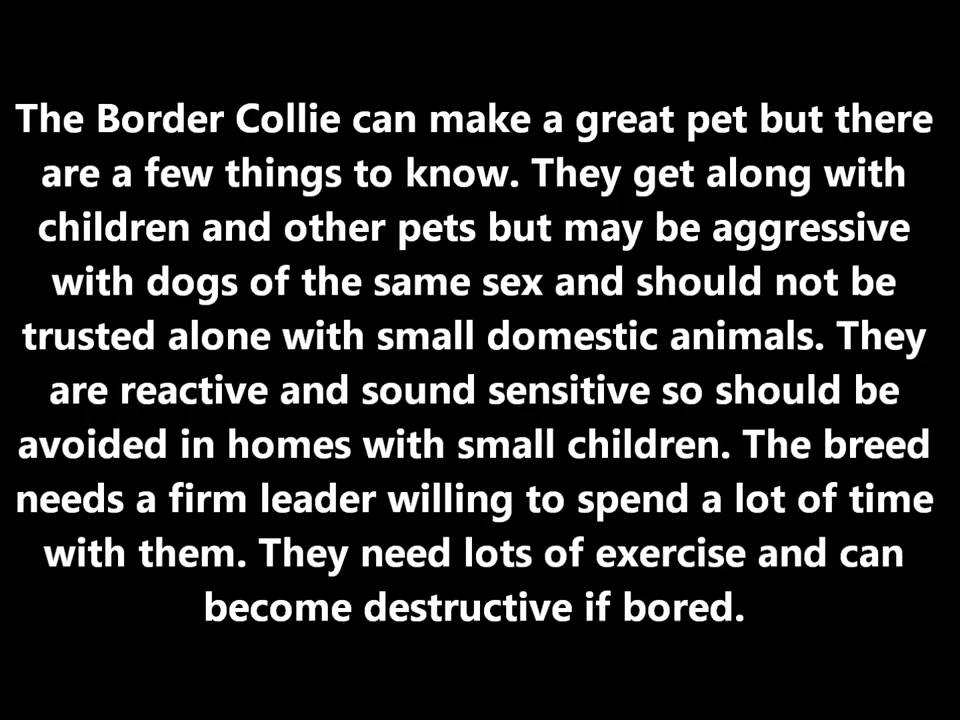 The Border Collie can make a great pet but there
are a few things to know. They get along with
children and other pets but may be aggressive
with dogs of the same sex and should not be
trusted alone with small domestic animals. They
are reactive and sound sensitive so should be
avoided in homes with small children. The breed
needs a firm leader willing to spend a lot of time
with them. They need lots of exercise and can
become destructive if bored.